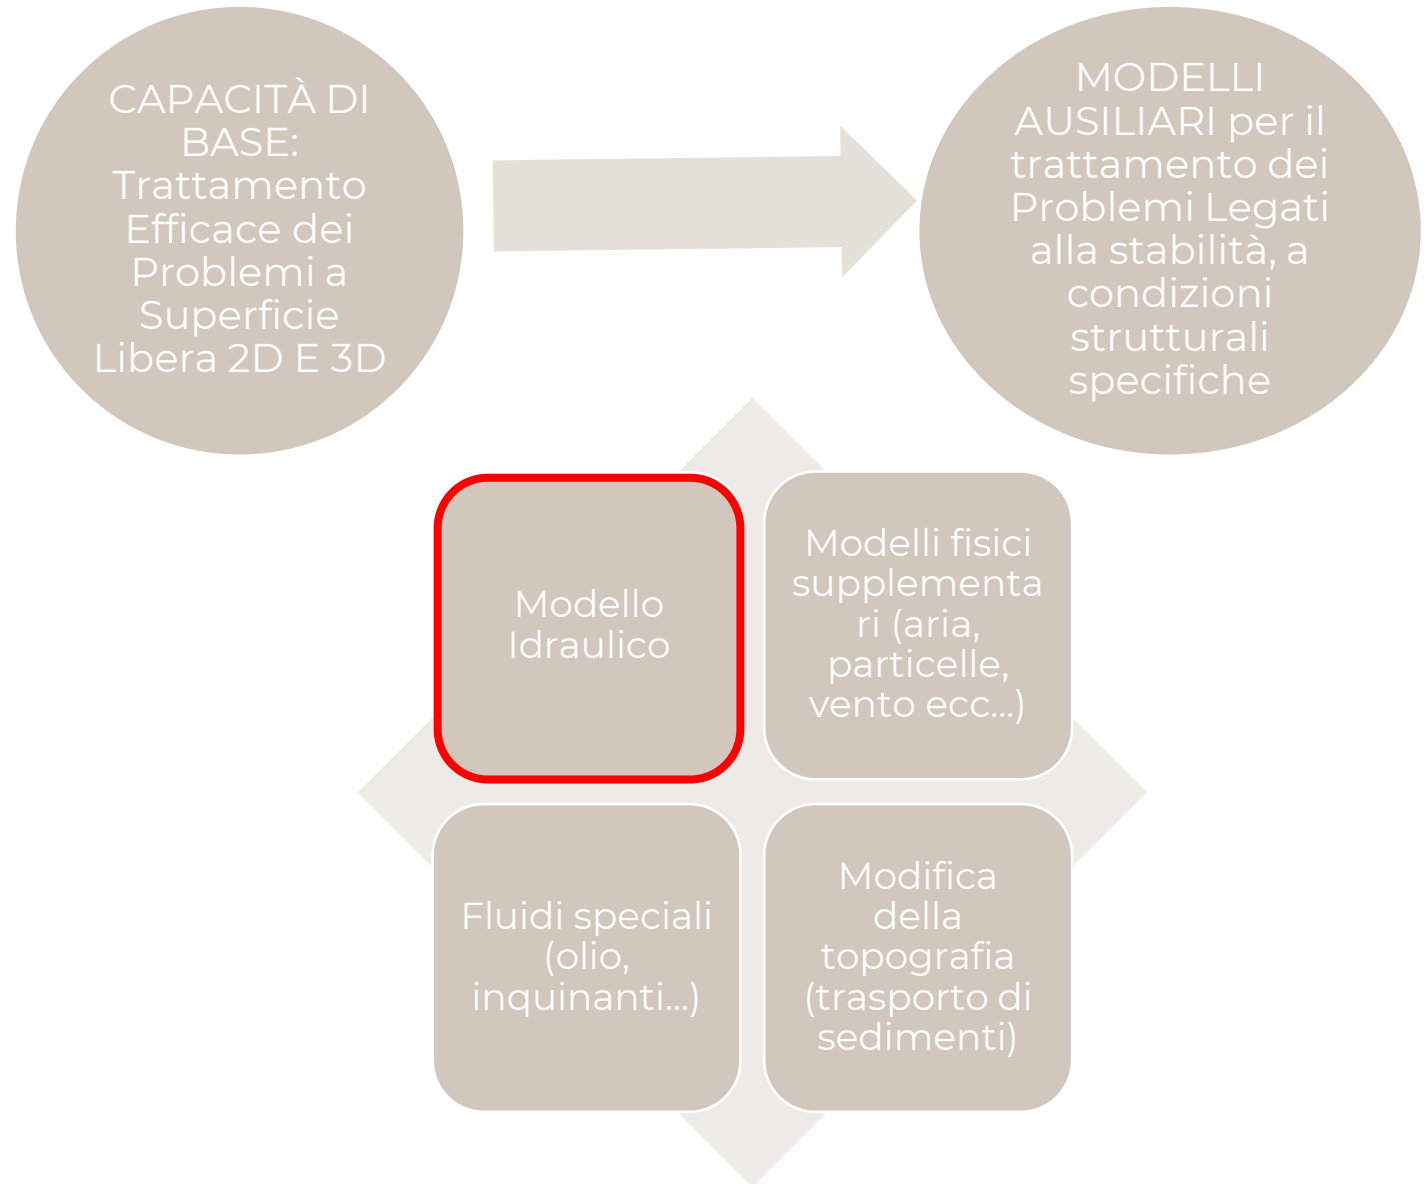 CAPACITÀ DI
BASE:
Trattamento
Efficace dei
Problemi a
Superficie
Libera 2D E 3D
MODELLI
AUSILIARI per il
trattamento dei
Problemi Legati
alla stabilità, a
condizioni
strutturali
specifiche
Modello
Idraulico
Modelli fisici
supplementa
ri (aria,
particelle,
vento ecc…)
Fluidi speciali
(olio,
inquinanti…)
Modifica
della
topografia
(trasporto di
sedimenti)